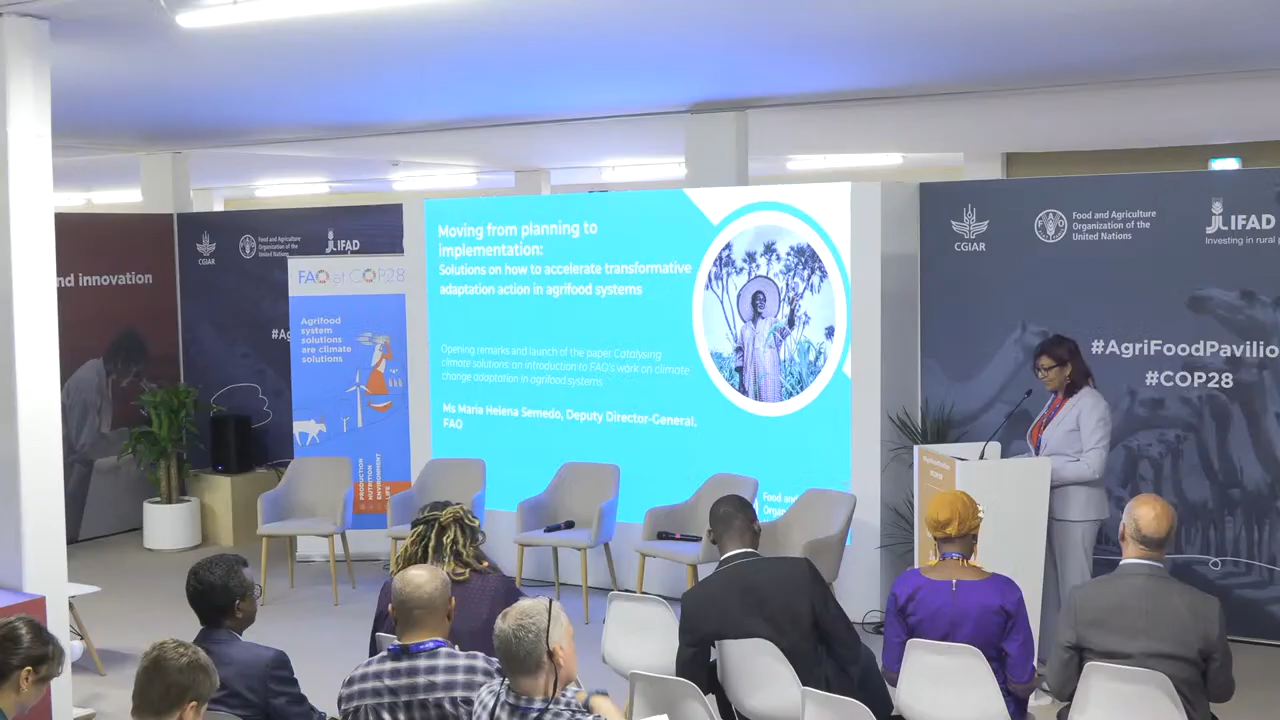 nd innovation
CGIAR
Food and Agriculture
Organization of the
United Nations
IFAD
#Ag
FAO at COP28
Agrifood
system
solutions
are climate
solutions
PRODUCTION
NUTRITION
ENVIRONMENT
LIFE
Moving from planning to
implementation:
Solutions on how to accelerate transformative
adaptation action in agrifood systems
Opening remarks and launch of the paper Catalysing
climate solutions: an introduction to FAO's work on climate
change adaptation in agrifood systems
Ms Maria Helena Semedo, Deputy Director-General,
FAO
Food and
Organ
CGIAR
Food and Agriculture
Organization of the
United Nations
IFAD
Investing in rural p
#AgriFoodPavilio
#COP28